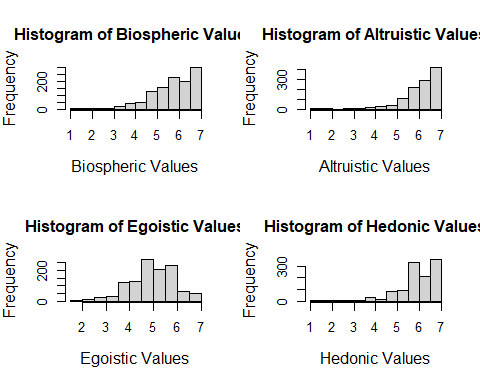 Histogram of Biospheric Value
Frequency
0 200
1 2 3 4 5 6 7
Biospheric Values
Histogram of Altruistic Values
Frequency
0 300
1 2 3 4 5 6 7
Altruistic Values
Histogram of Egoistic Values
Frequency
0 200
2 3 4 5 6 7
Egoistic Values
Histogram of Hedonic Values
Frequency
0 300
1 2 3 4 5 6 7
Hedonic Values